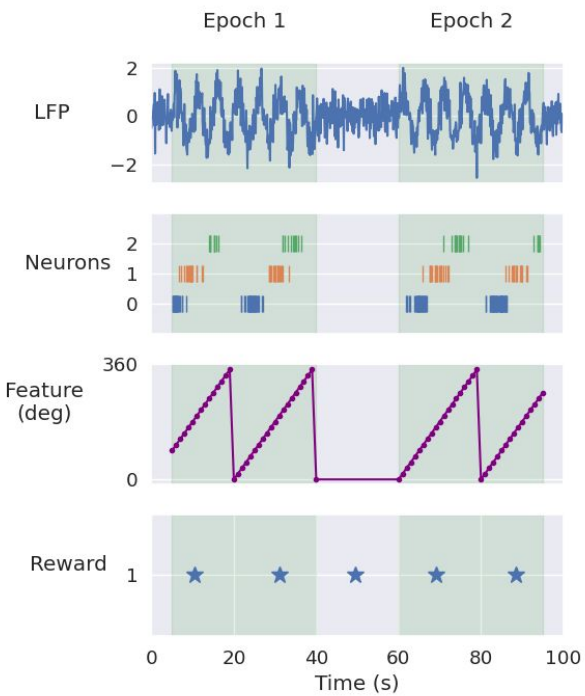 Epoch 1 Epoch 2
LFP
2
0
−2
Neurons
2
1
0
Feature
(deg)
360
0
Reward
1
0 20 40 60 80 100
Time (s)